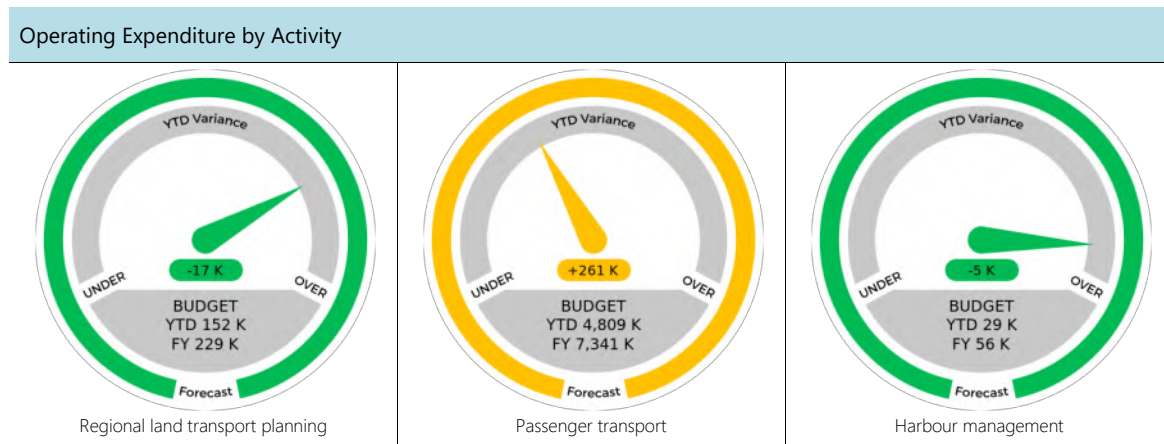 Operating Expenditure by Activity
YTD Variance
-17 K
UNDER
OVER
BUDGET
YTD 152 K
FY 229 K
Forecast
Regional land transport planning
YTD Variance
+261 K
UNDER
OVER
BUDGET
YTD 4,809 K
FY 7,341 K
Forecast
Passenger transport
YTD Variance
-5 K
UNDER
OVER
BUDGET
YTD 29 K
FY 56 K
Forecast
Harbour management